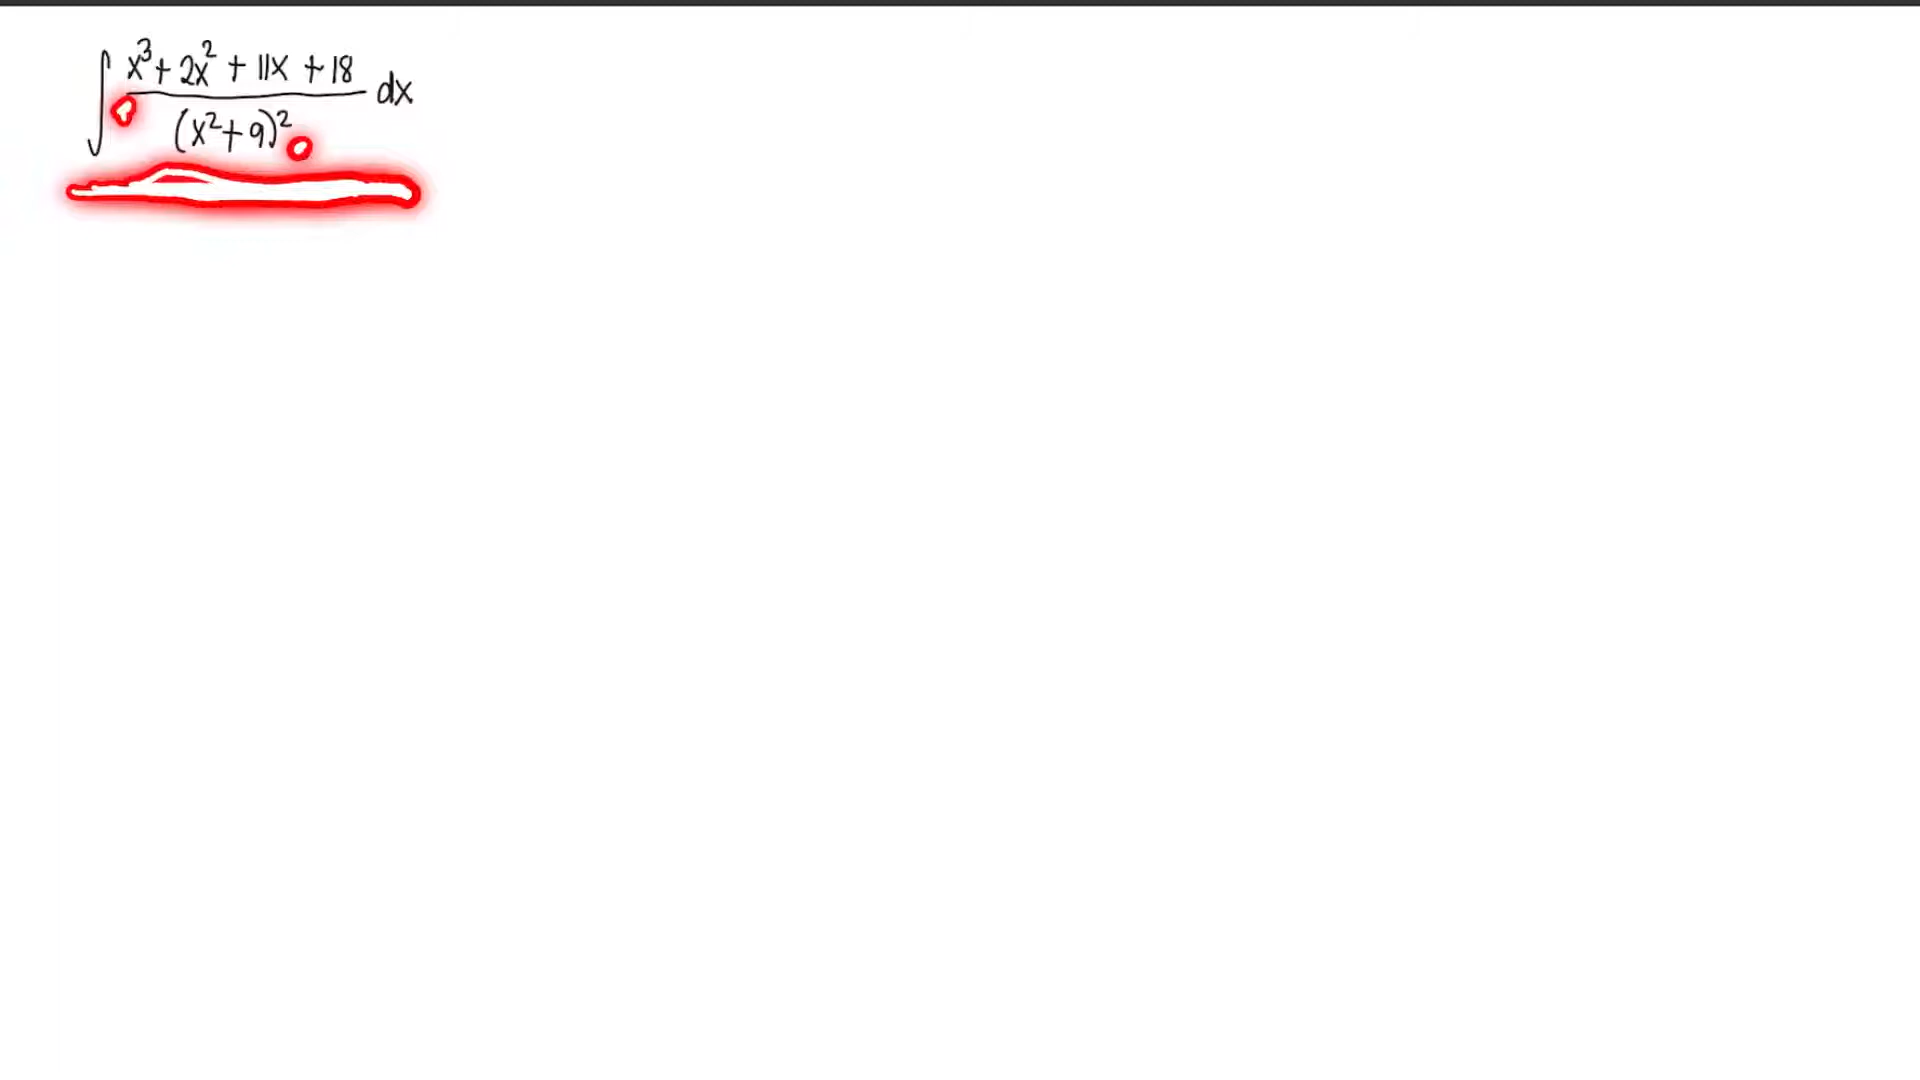 ∫ x³ + 2x² + 11x + 18 / (x² + 9)² dx